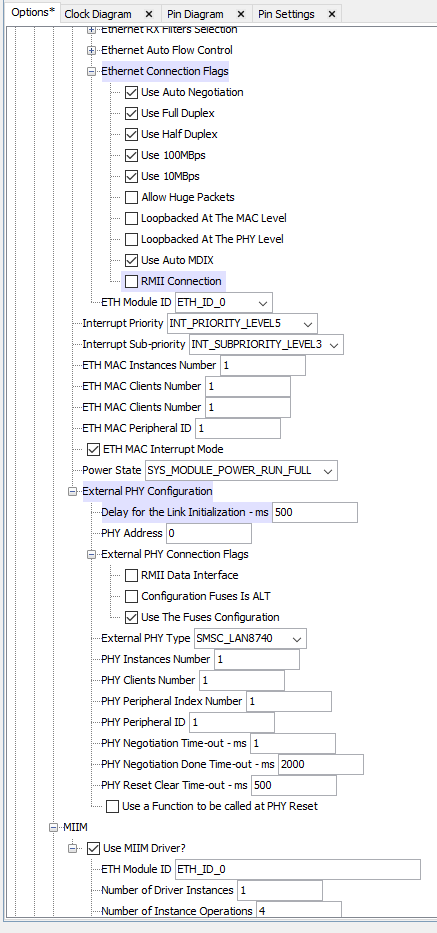 Options* Clock Diagram × Pin Diagram × Pin Settings ×
Ethernet RX Filters Selection
Ethernet Auto Flow Control
Ethernet Connection Flags
Use Auto Negotiation
Use Full Duplex
Use Half Duplex
Use 100MBps
Use 10MBps
Allow Huge Packets
Loopbacked At The MAC Level
Loopbacked At The PHY Level
Use Auto MDIX
RMII Connection
ETH Module ID ETH_ID_0
Interrupt Priority INT_PRIORITY_LEVEL5
Interrupt Sub-priority INT_SUBPRIORITY_LEVEL3
ETH MAC Instances Number 1
ETH MAC Clients Number 1
ETH MAC Clients Number 1
ETH MAC Peripheral ID 1
ETH MAC Interrupt Mode
Power State SYS_MODULE_POWER_RUN_FULL
External PHY Configuration
Delay for the Link Initialization - ms 500
PHY Address 0
External PHY Connection Flags
RMII Data Interface
Configuration Fuses Is ALT
Use The Fuses Configuration
External PHY Type SMSC_LAN8740
PHY Instances Number 1
PHY Clients Number 1
PHY Peripheral Index Number 1
PHY Peripheral ID 1
PHY Negotiation Time-out - ms 1
PHY Negotiation Done Time-out - ms 2000
PHY Reset Clear Time-out - ms 500
Use a Function to be called at PHY Reset
MIIM
Use MIIM Driver?
ETH Module ID ETH_ID_0
Number of Driver Instances 1
Number of Instance Operations 4